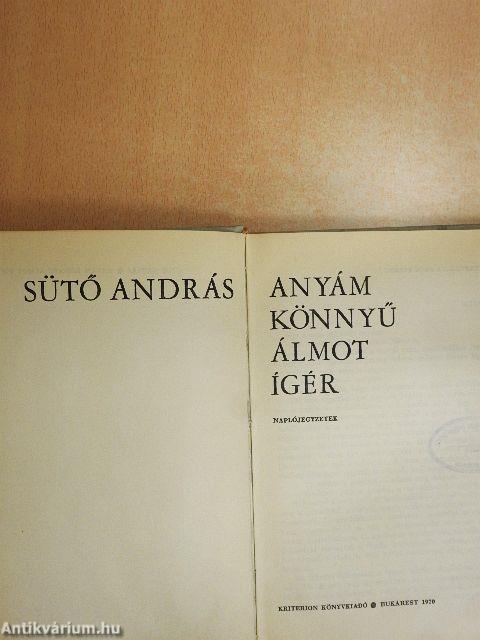 SÜTŐ ANDRÁS
ANYÁM
KÖNNYŰ
ÁLMOT
ÍGÉR
NAPLÓJEGYZETEK
KRITERION KÖNYVKIADÓ BUKAREST 1970
Antikvárium.hu